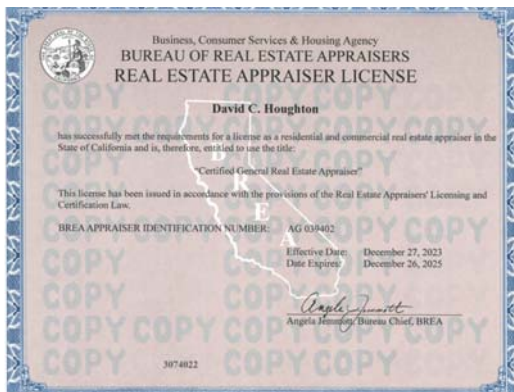 Business, Consumer Services & Housing Agency
BUREAU OF REAL ESTATE APPRAISERS
REAL ESTATE APPRAISER LICENSE
David C. Houghton
has successfully met the requirements for a license as a residential and commercial real estate appraiser in the
State of California and is, therefore, entitled to use the title:
"Certified General Real Estate Appraiser"
This license has been issued in accordance with the provisions of the Real Estate Appraisers' Licensing and
Certification Law.
BREA APPRAISER IDENTIFICATION NUMBER: AG 039402
Effective Date: December 27, 2023
Date Expires: December 26, 2025
Angela Jemmott, Bureau Chief, BREA
3074022
B
R
E
A
COPY